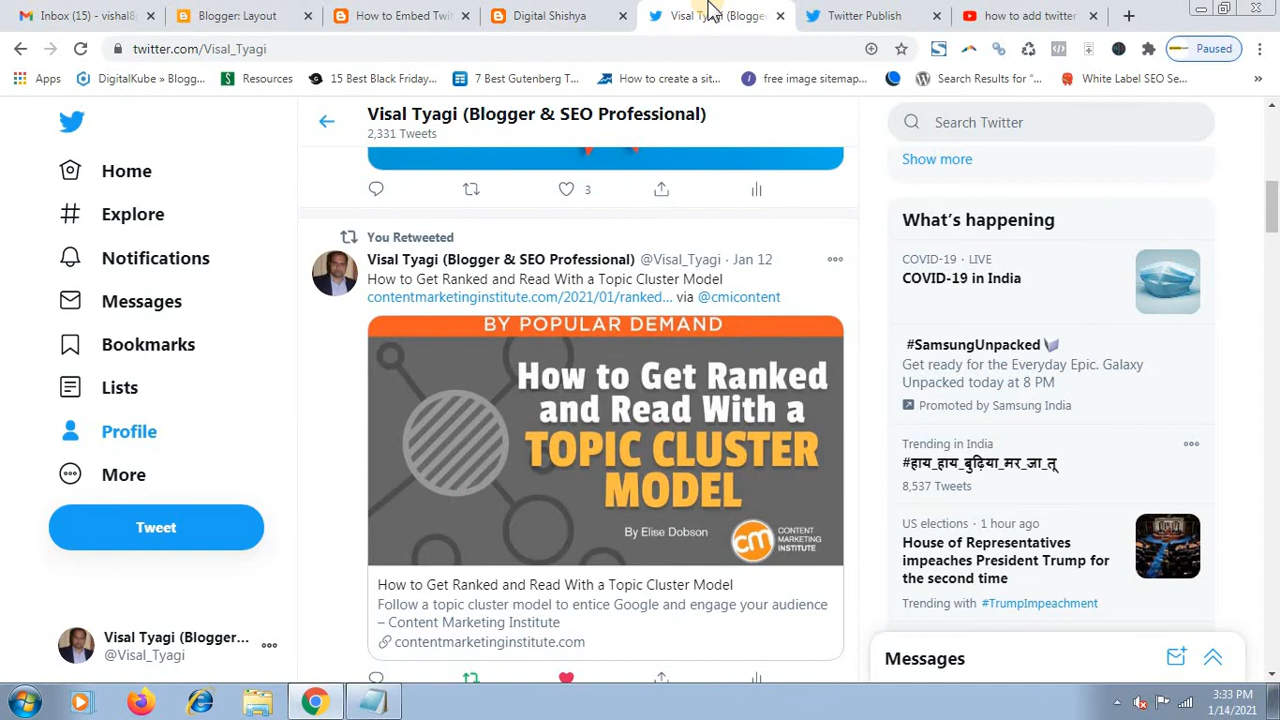 Inbox (15) - vishal8
Blogger: Layout
How to Embed Twi
Digital Shishya
Visal Tyagi (Blogge
Twitter Publish
how to add twitter
twitter.com/Visal_Tyagi
Paused
Apps
DigitalKube » Blogg...
Resources
15 Best Black Friday...
7 Best Gutenberg T...
How to create a sit...
free image sitemap...
Search Results for "...
White Label SEO Se...
»
Visal Tyagi (Blogger & SEO Professional)
2,331 Tweets
Search Twitter
Home
Explore
Notifications
Messages
Bookmarks
Lists
Profile
More
Tweet
Visal Tyagi (Blogger...
@Visal_Tyagi
3
You Retweeted
Visal Tyagi (Blogger & SEO Professional) @Visal_Tyagi · Jan 12
How to Get Ranked and Read With a Topic Cluster Model
contentmarketinginstitute.com/2021/01/ranked... via @cmicontent
BY POPULAR DEMAND
How to Get Ranked
and Read With a
TOPIC CLUSTER
MODEL
By Elise Dobson
cm CONTENT
MARKETING
INSTITUTE
How to Get Ranked and Read With a Topic Cluster Model
Follow a topic cluster model to entice Google and engage your audience
– Content Marketing Institute
contentmarketinginstitute.com
Show more
What's happening
COVID-19 · LIVE
COVID-19 in India
#SamsungUnpacked
Get ready for the Everyday Epic. Galaxy
Unpacked today at 8 PM
Promoted by Samsung India
Trending in India
#हाय_हाय_बुढ़िया_मर_जा_तू
8,537 Tweets
US elections · 1 hour ago
House of Representatives
impeaches President Trump for
the second time
Trending with #TrumpImpeachment
Messages
3:33 PM
1/14/2021